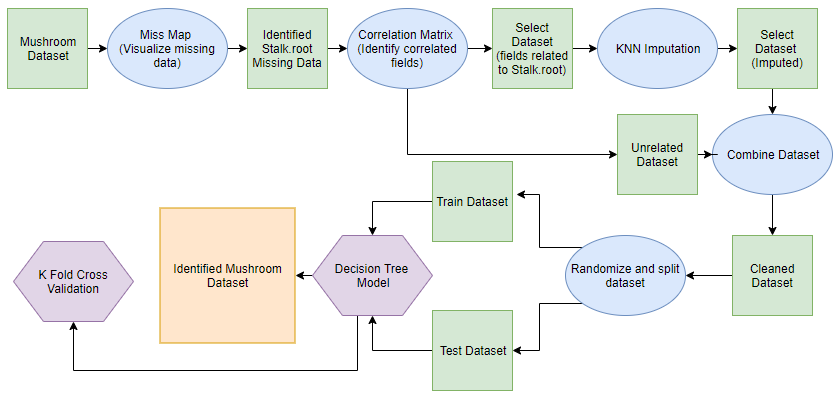 Mushroom
Dataset
Miss Map
(Visualize missing
data)
Identified
Stalk.root
Missing Data
Correlation Matrix
(Identify correlated
fields)
Select
Dataset
(fields related
to Stalk.root)
KNN Imputation
Select
Dataset
(Imputed)
Unrelated
Dataset
Combine Dataset
Train Dataset
Identified Mushroom
Dataset
K Fold Cross
Validation
Decision Tree
Model
Randomize and split
dataset
Cleaned
Dataset
Test Dataset